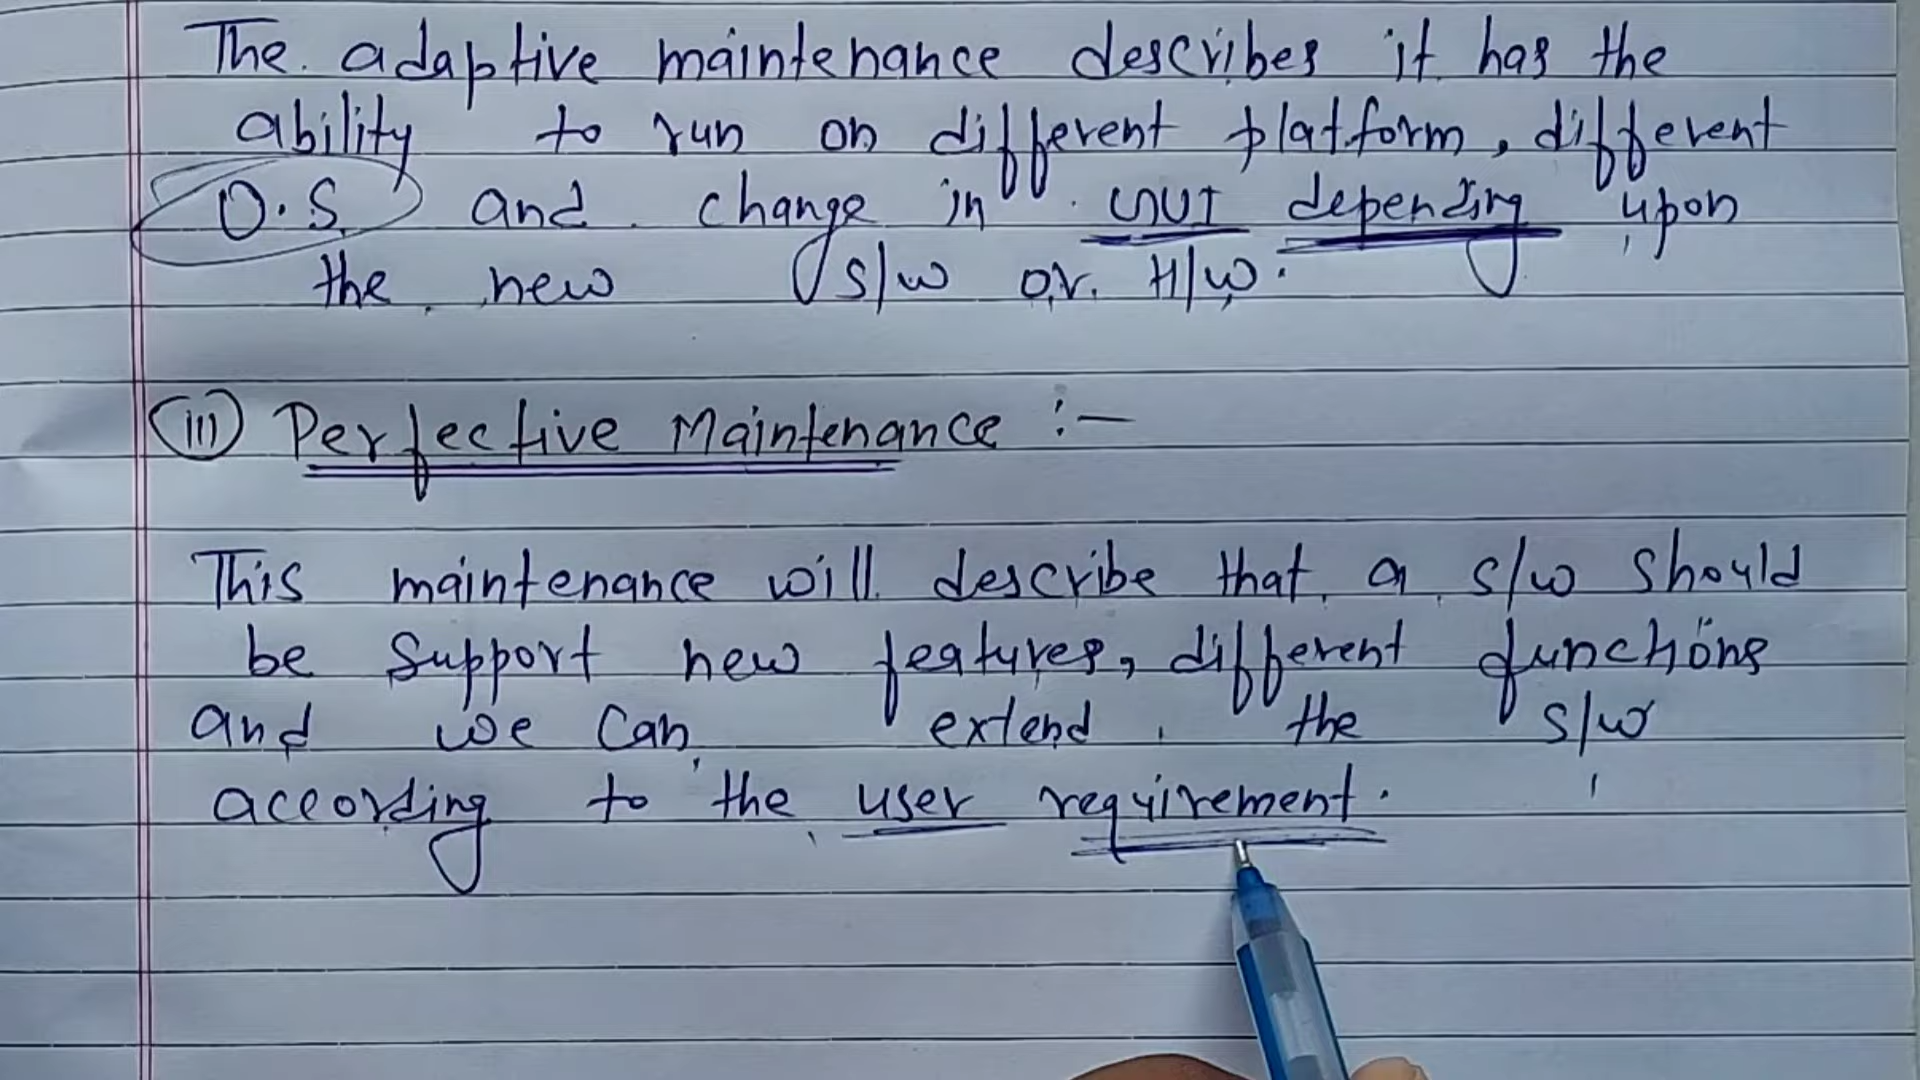 The adaptive maintenance describes it has the
ability to run on different platform, different
O.S. and change in GUI depending upon
the new S/W or H/W.
(iii) Perfective Maintenance :-
This maintenance will describe that a s/w should
be support new features, different functions
and we can extend the s/w
according to the user requirement.